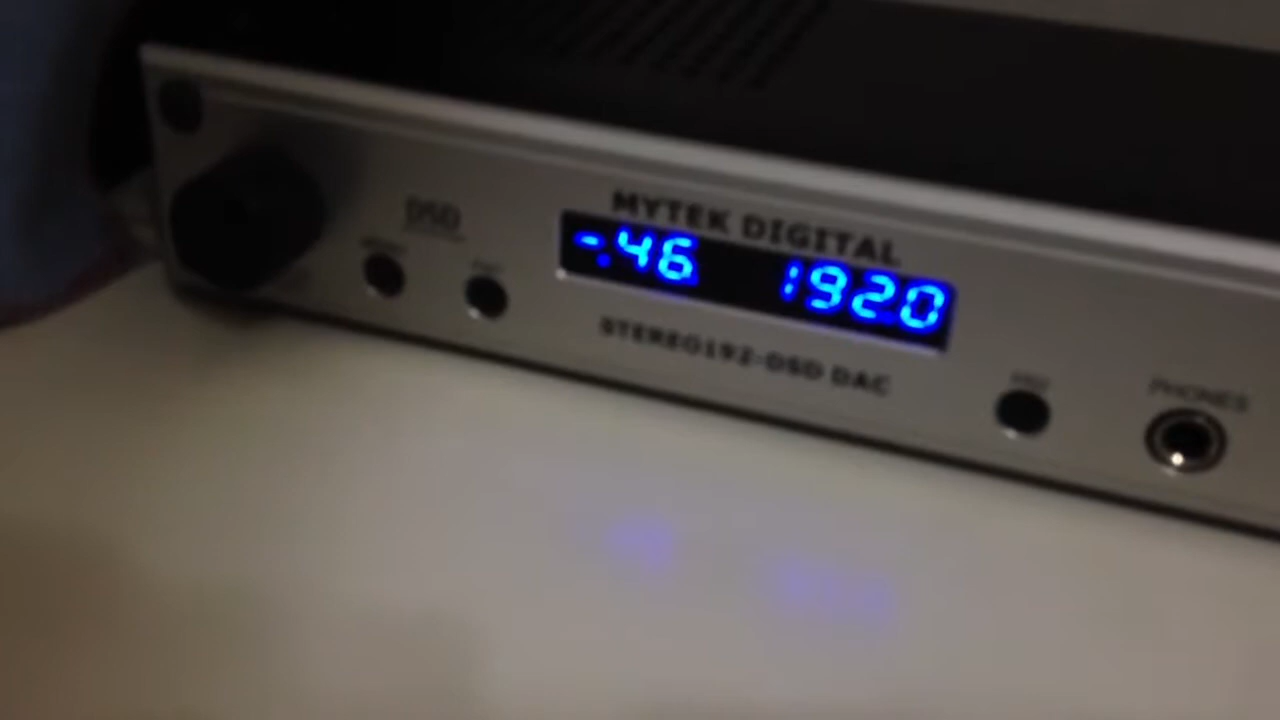 DSD
MYTEK DIGITAL
-.46 1920
STEREO192-DSD DAC
PHONES